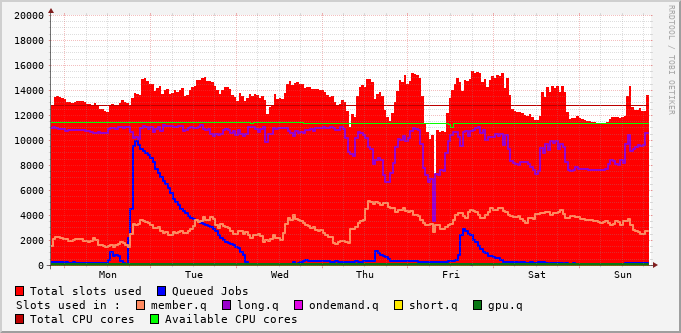 20000
18000
16000
14000
12000
10000
8000
6000
4000
2000
0
Mon Tue Wed Thu Fri Sat Sun
RRDTOOL / TOBI OETIKER
Total slots used Queued Jobs
Slots used in : member.q long.q ondemand.q short.q gpu.q
Total CPU cores Available CPU cores